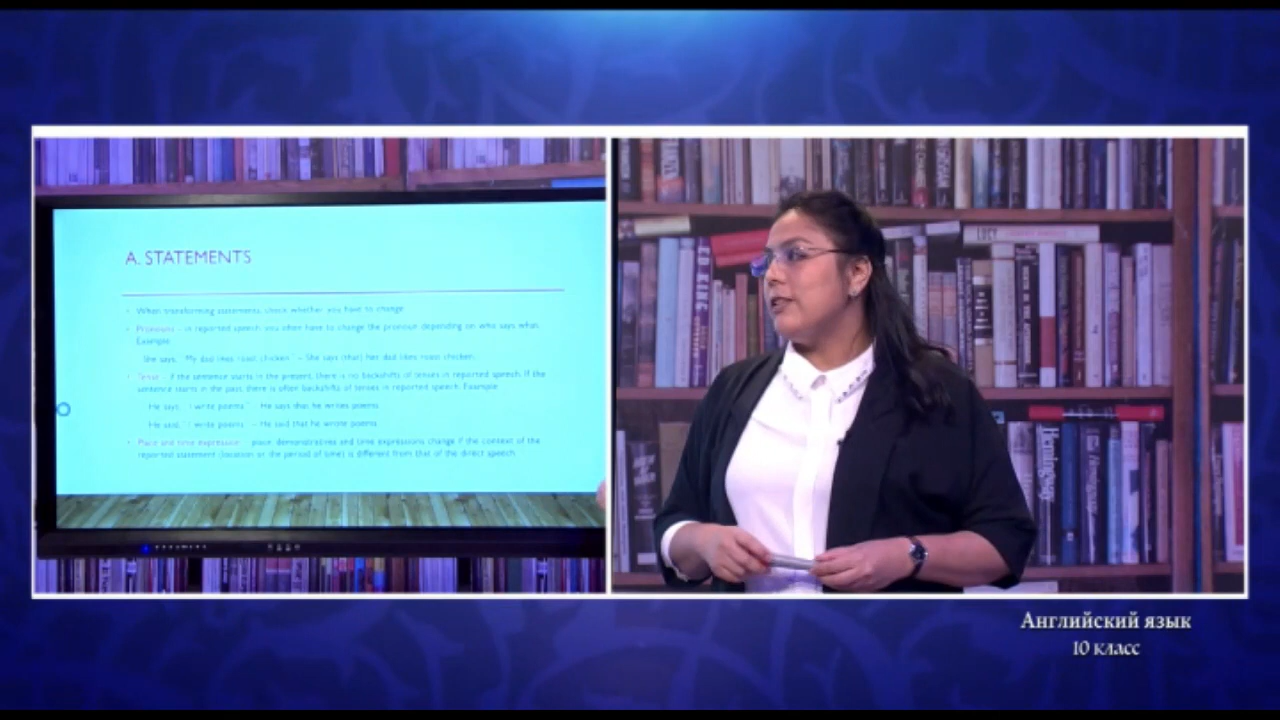 A. STATEMENTS
When transforming statements, check whether you have to change
Pronouns - in reported speech you often have to change the pronoun depending on who says what.
Example
She says, "My dad likes roast chicken." – She says (that) her dad likes roast chicken.
Tense - if the sentence starts in the present, there is no backshifts of tenses in reported speech. If the
sentence starts in the past, there is often backshifts of tenses in reported speech. Example
He says, "I write poems" - He says that he writes poems
He said, "I write poems" – He said that he wrote poems
Place and time expression - place, demonstratives and time expressions change if the context of the
reported statement (location or the period of time) is different from that of the direct speech
LUCY
Hemingway
Английский язык
10 класс